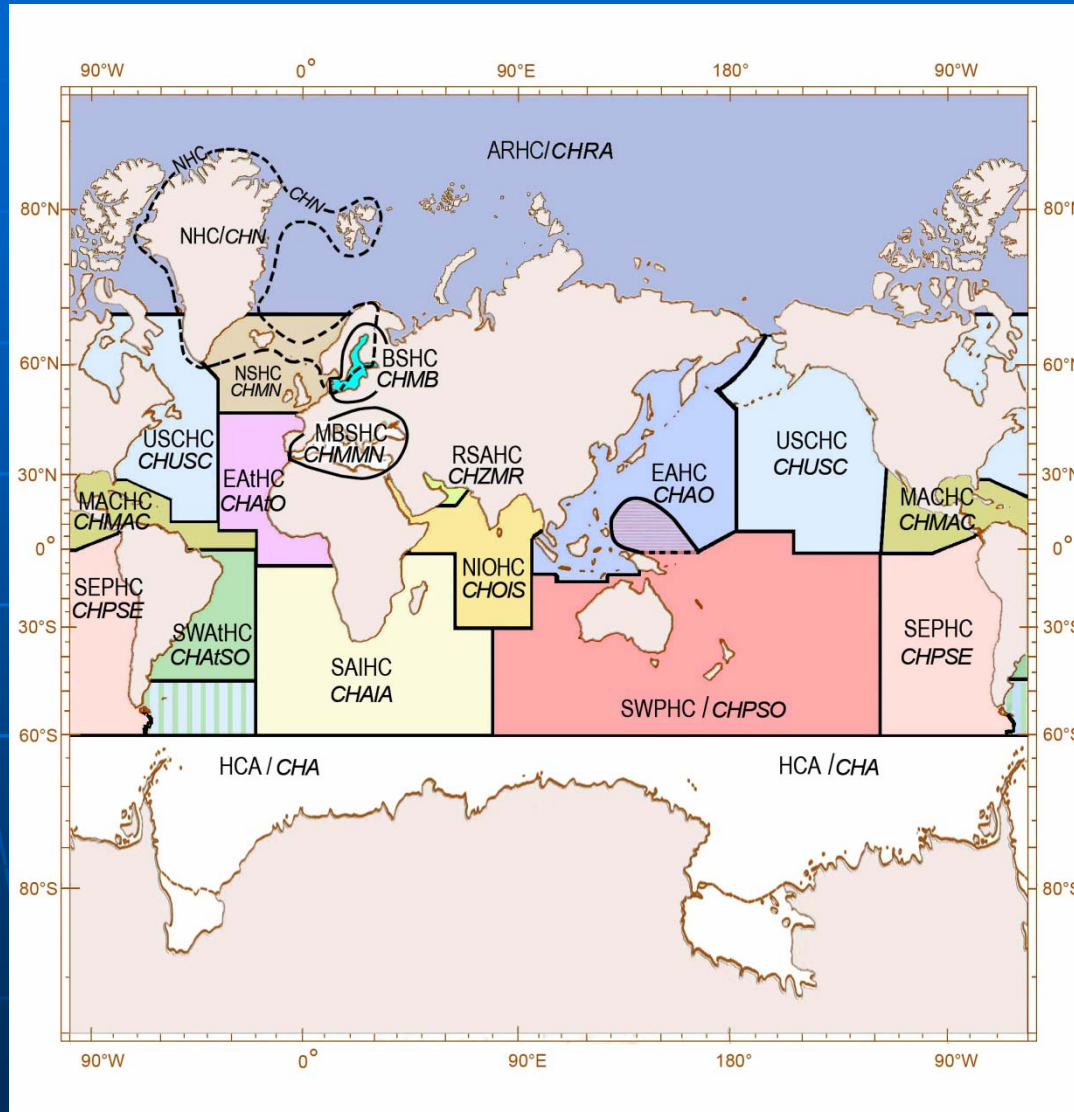 90°W 0° 90°E 180° 90°W
ARHC/CHRA
NHC
CHN
80°N 80°N
NHC/CHN
60°N 60°N
BSHC
CHMB
NSHC
CHMN
MBSHC
CHMMN
USCHC
CHUSC
USCHC
CHUSC
RSAHC
CHZMR
EAtHC
CHAtO
EAHC
CHAO
30°N 30°N
MACHC
CHMAC
MACHC
CHMAC
0° 0°
NIOHC
CHOIS
SEPHC
CHPSE
30°S 30°S
SWAtHC
CHAtSO
SEPHC
CHPSE
SAIHC
CHAIA
SWPHC / CHPSO
60°S 60°S
HCA / CHA HCA / CHA
80°S 80°S
90°W 0° 90°E 180° 90°W